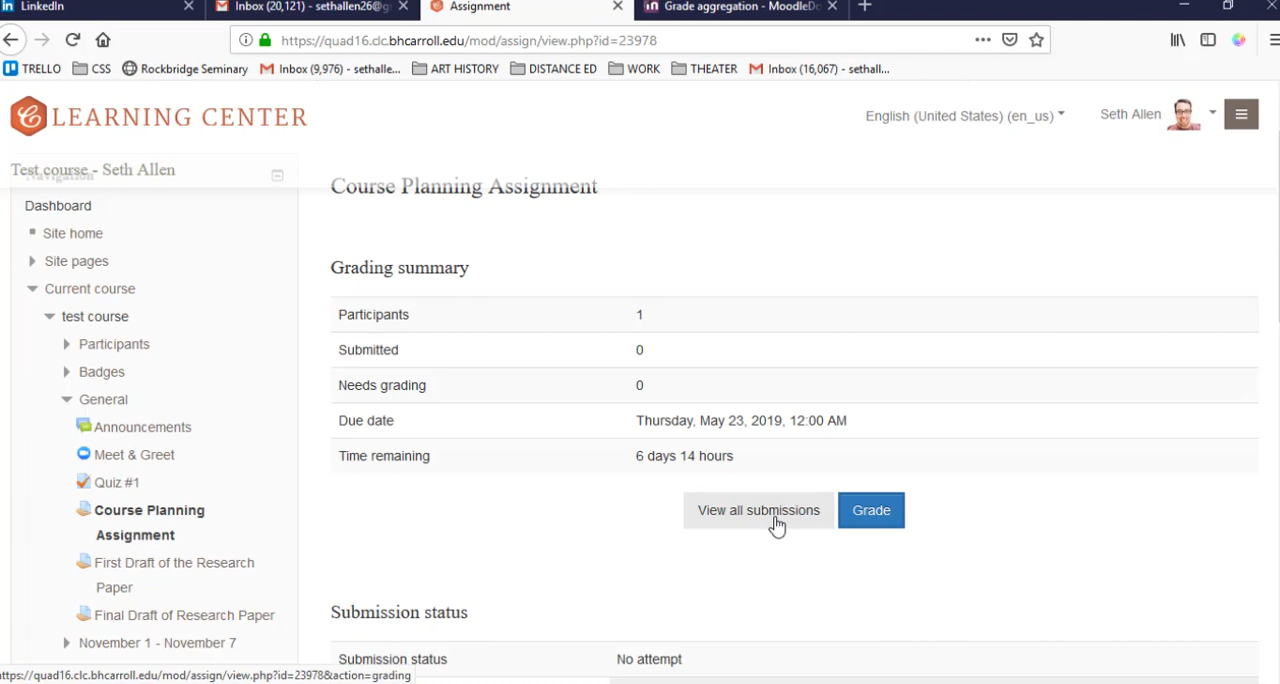 LinkedIn
Inbox (20,121) - sethallen26@g
Assignment
Grade aggregation - MoodleDo
https://quad16.clc.bhcarroll.edu/mod/assign/view.php?id=23978
TRELLO CSS Rockbridge Seminary Inbox (9,976) - sethalle... ART HISTORY DISTANCE ED WORK THEATER Inbox (16,067) - sethall...
LEARNING CENTER
English (United States) (en_us)
Seth Allen
Test course - Seth Allen
Navigation
Dashboard
Site home
Site pages
Current course
test course
Participants
Badges
General
Announcements
Meet & Greet
Quiz #1
Course Planning
Assignment
First Draft of the Research
Paper
Final Draft of Research Paper
November 1 - November 7
Course Planning Assignment
Grading summary
Participants 1
Submitted 0
Needs grading 0
Due date Thursday, May 23, 2019, 12:00 AM
Time remaining 6 days 14 hours
View all submissions Grade
Submission status
Submission status No attempt
https://quad16.clc.bhcarroll.edu/mod/assign/view.php?id=23978&action=grading